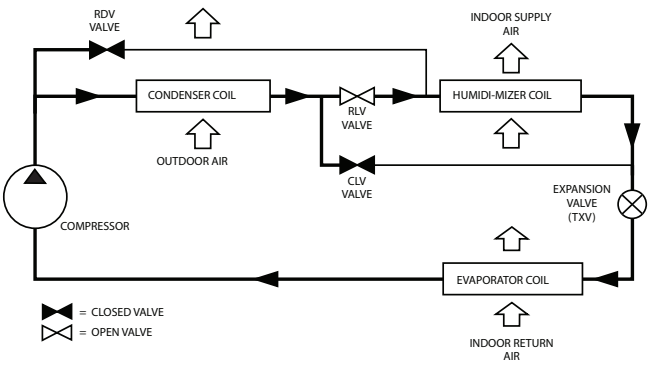 RDV
VALVE
INDOOR SUPPLY
AIR
CONDENSER COIL
HUMIDI-MIZER COIL
RLV
VALVE
OUTDOOR AIR
CLV
VALVE
EXPANSION
VALVE
(TXV)
COMPRESSOR
EVAPORATOR COIL
= CLOSED VALVE
= OPEN VALVE
INDOOR RETURN
AIR